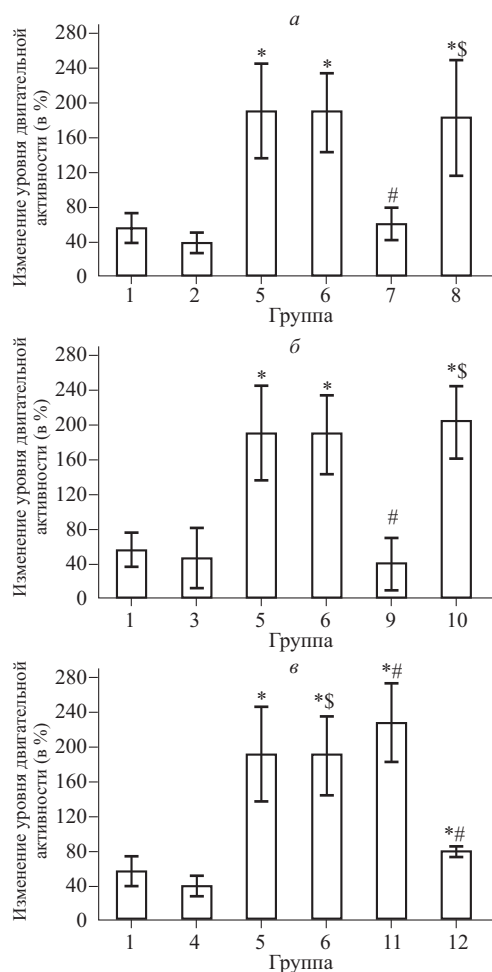 а
Изменение уровня двигательной
активности (в %)
280
240
200
160
120
80
40
0
* * # *$
1 2 5 6 7 8
Группа
б
Изменение уровня двигательной
активности (в %)
280
240
200
160
120
80
40
0
* * # *$
1 3 5 6 9 10
Группа
в
Изменение уровня двигательной
активности (в %)
280
240
200
160
120
80
40
0
* *$ *# *#
1 4 5 6 11 12
Группа